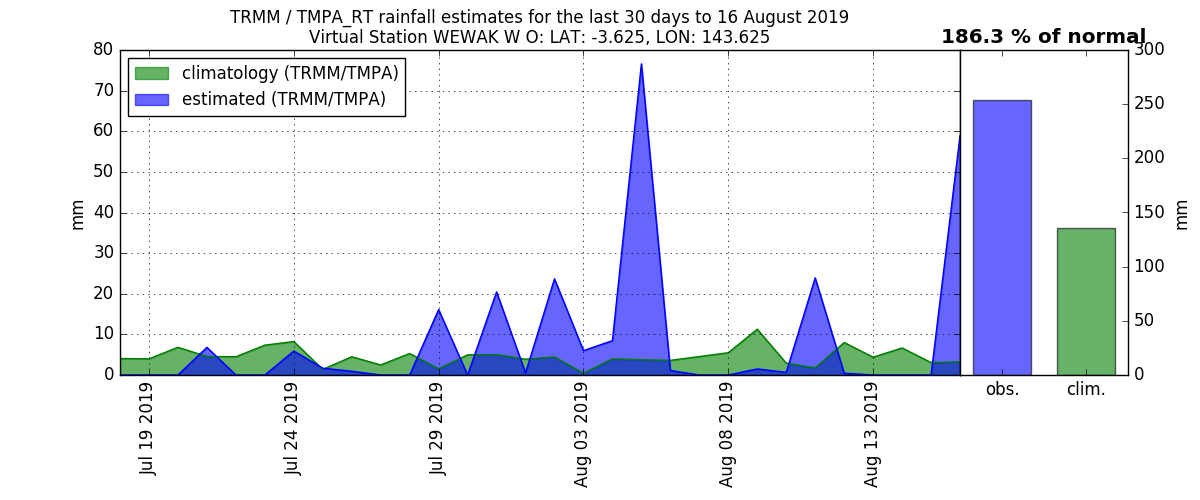 TRMM / TMPA_RT rainfall estimates for the last 30 days to 16 August 2019
Virtual Station WEWAK W O: LAT: -3.625, LON: 143.625
186.3 % of normal
climatology (TRMM/TMPA)
estimated (TRMM/TMPA)
80
70
60
50
40
30
20
10
0
mm
Jul 19 2019
Jul 24 2019
Jul 29 2019
Aug 03 2019
Aug 08 2019
Aug 13 2019
300
250
200
150
100
50
0
mm
obs.
clim.